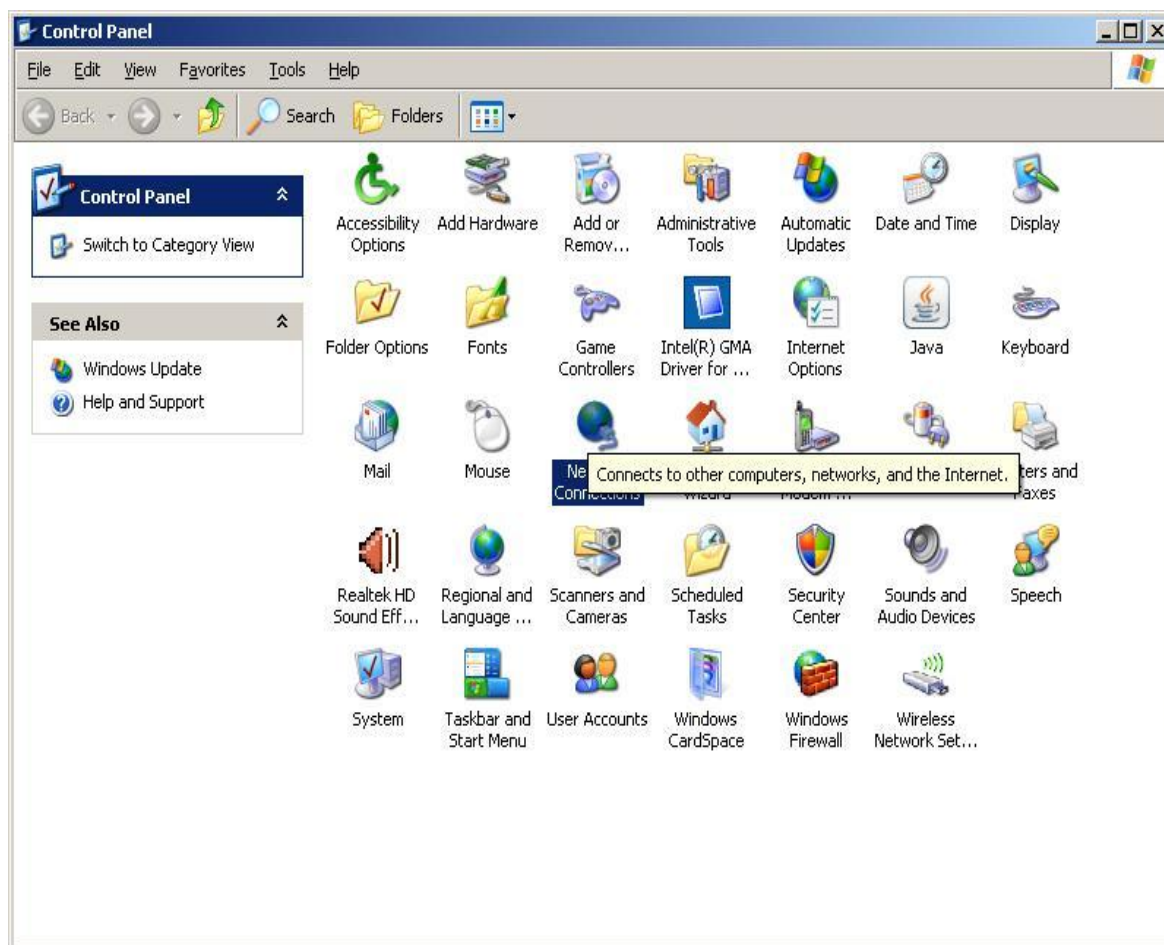 Control Panel
File Edit View Favorites Tools Help
Back Search Folders
Control Panel
Switch to Category View
See Also
Windows Update
Help and Support
Accessibility Options
Add Hardware
Add or Remov...
Administrative Tools
Automatic Updates
Date and Time
Display
Folder Options
Fonts
Game Controllers
Intel(R) GMA Driver for ...
Internet Options
Java
Keyboard
Mail
Mouse
Connections
Connects to other computers, networks, and the Internet.
Wizard
Modem ...
and
Faxes
Realtek HD Sound Eff...
Regional and Language ...
Scanners and Cameras
Scheduled Tasks
Security Center
Sounds and Audio Devices
Speech
System
Taskbar and Start Menu
User Accounts
Windows CardSpace
Windows Firewall
Wireless Network Set...